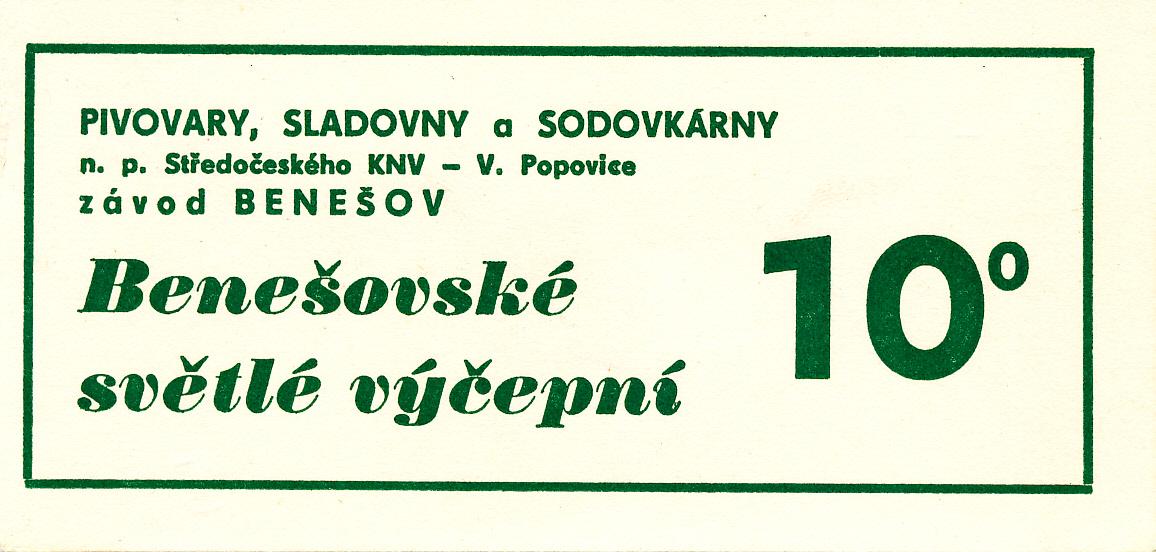 PIVOVARY, SLADOVNY a SODOVKÁRNY
n. p. Středočeského KNV – V. Popovice
závod BENEŠOV
Benešovské
světlé výčepní
10°